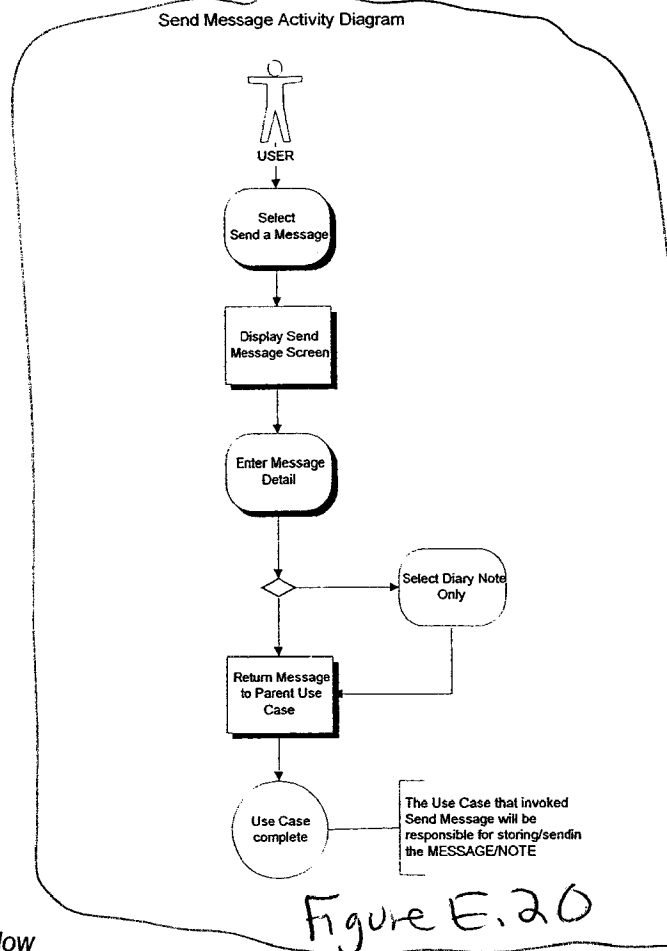 Send Message Activity Diagram
USER
Select
Send a Message
Display Send
Message Screen
Enter Message
Detail
Select Diary Note
Only
Return Message
to Parent Use
Case
Use Case
complete
The Use Case that invoked
Send Message will be
responsible for storing/sendin
the MESSAGE/NOTE
Figure E.20
low